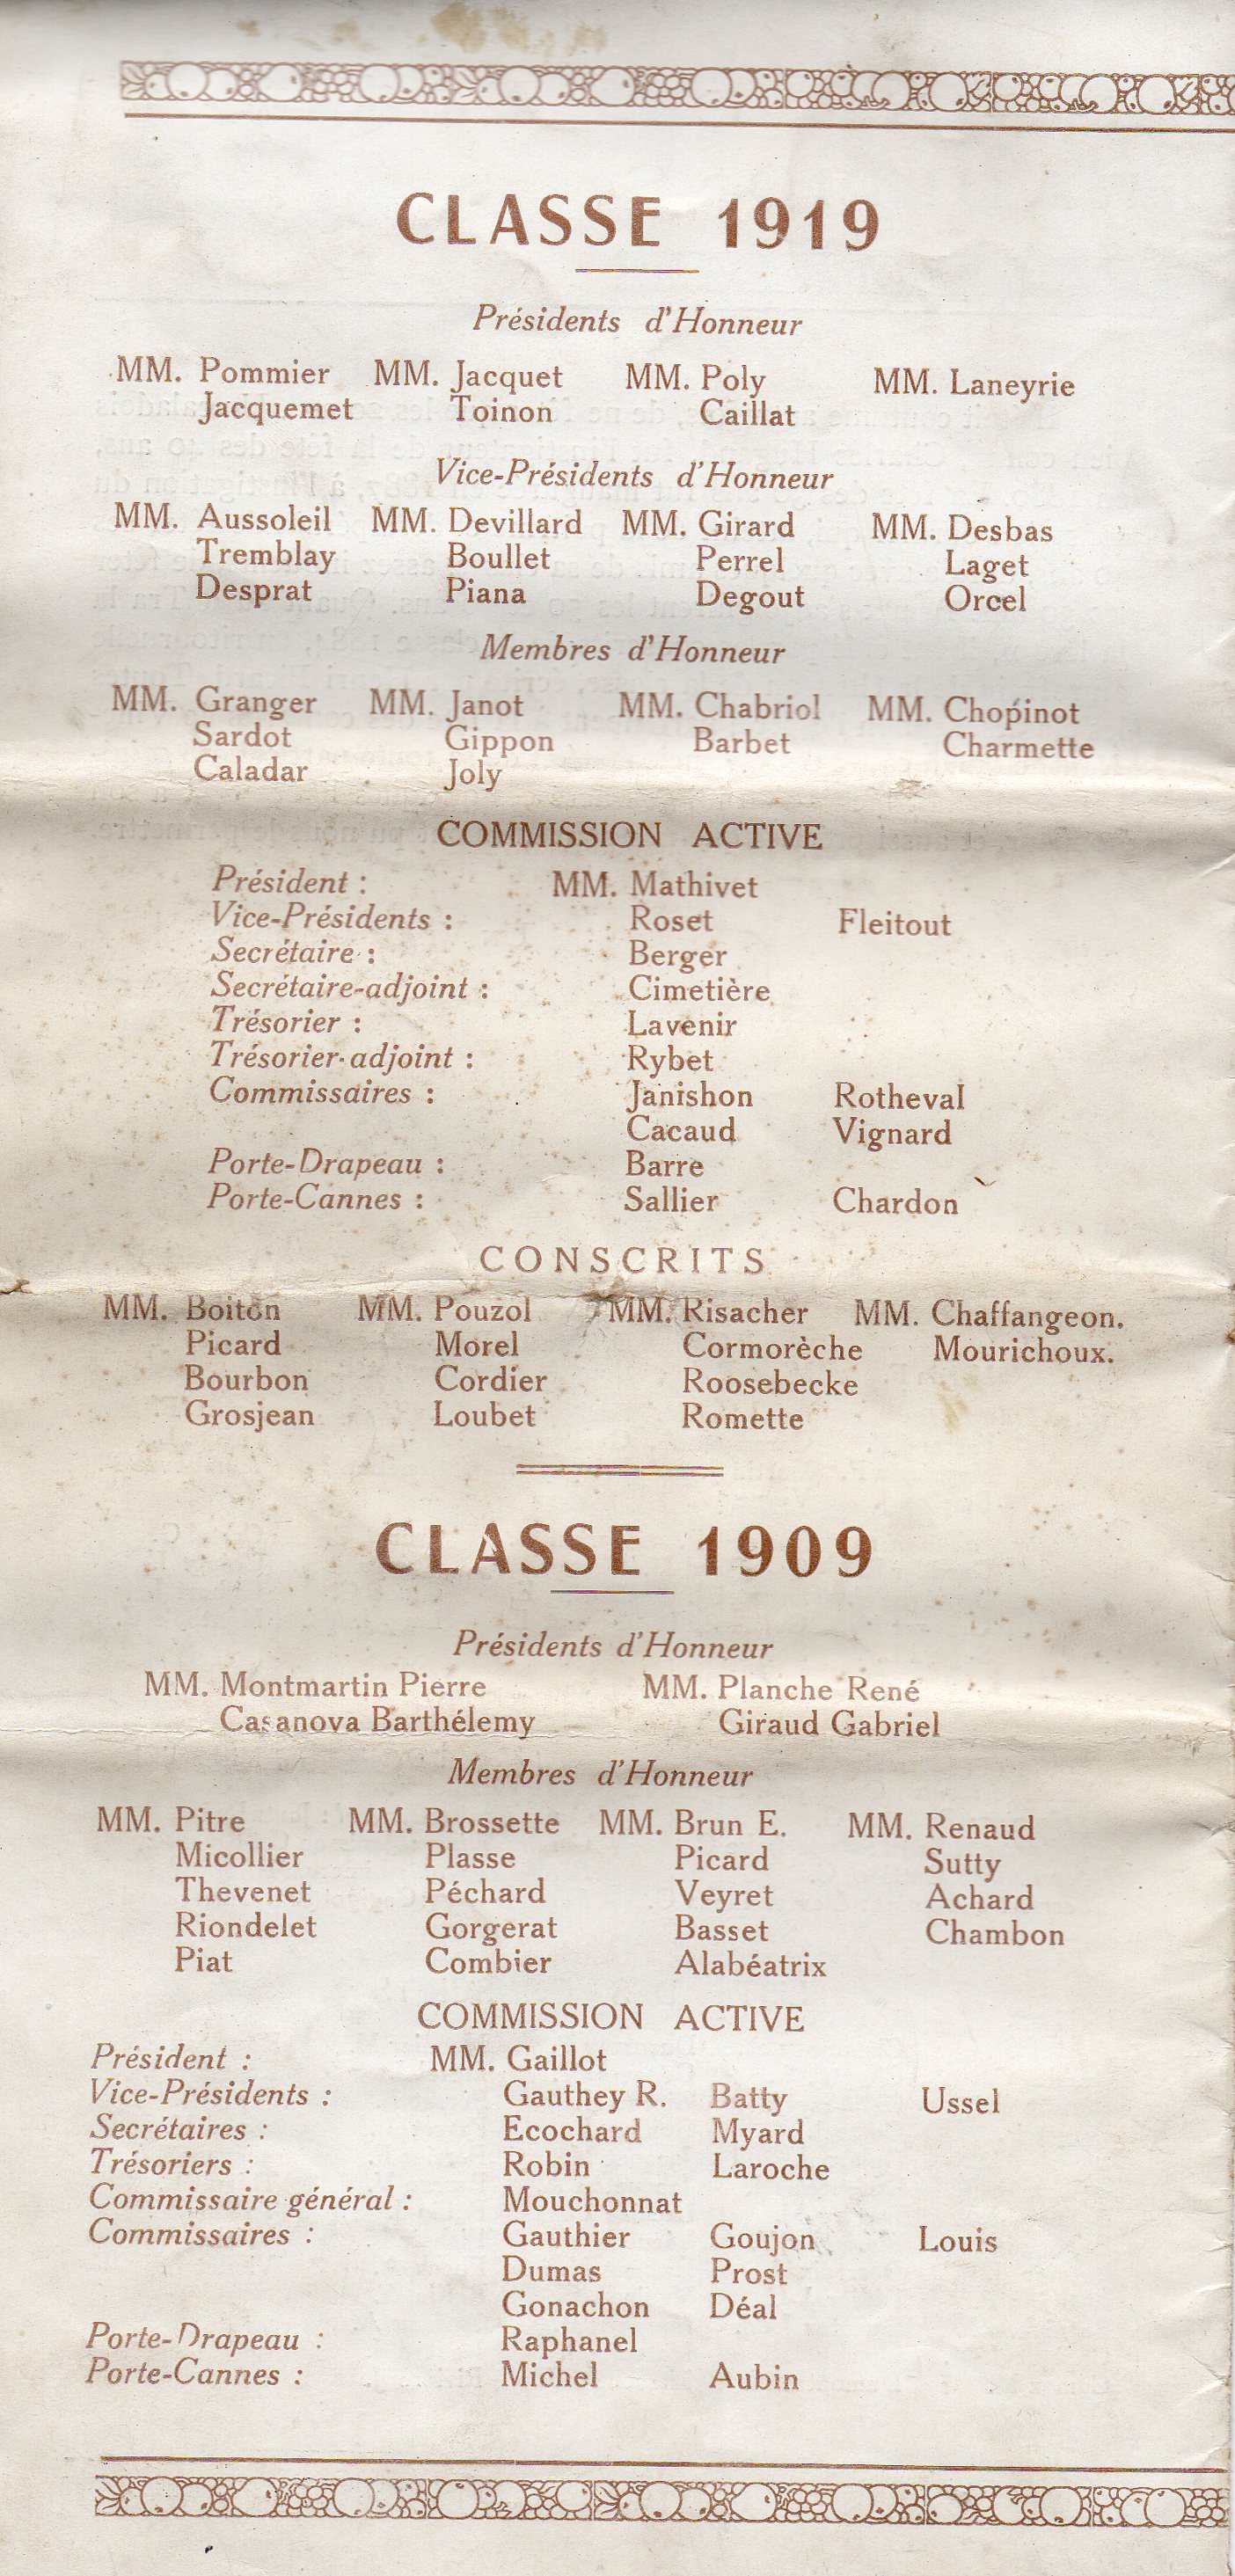 CLASSE 1919
Présidents d'Honneur
MM. Pommier MM. Jacquet MM. Poly MM. Laneyrie
Jacquemet Toinon Caillat
Vice-Présidents d'Honneur
MM. Aussoleil MM. Devillard MM. Girard MM. Desbas
Tremblay Boullet Perrel Laget
Desprat Piana Degout Orcel
Membres d'Honneur
MM. Granger MM. Janot MM. Chabriol MM. Chopinot
Sardot Gippon Barbet Charmette
Caladar Joly
COMMISSION ACTIVE
Président : MM. Mathivet
Vice-Présidents : Roset Fleitout
Secrétaire : Berger
Secrétaire-adjoint : Cimetière
Trésorier : Lavenir
Trésorier-adjoint : Rybet
Commissaires : Janishon Rotheval
Cacaud Vignard
Porte-Drapeau : Barre
Porte-Cannes : Sallier Chardon
CONSCRITS
MM. Boiton MM. Pouzol MM. Risacher MM. Chaffangeon.
Picard Morel Cormorèche Mourichoux.
Bourbon Cordier Roosebecke
Grosjean Loubet Romette
CLASSE 1909
Présidents d'Honneur
MM. Montmartin Pierre MM. Planche René
Casanova Barthélemy Giraud Gabriel
Membres d'Honneur
MM. Pitre MM. Brossette MM. Brun E. MM. Renaud
Micollier Plasse Picard Sutty
Thevenet Péchard Veyret Achard
Riondelet Gorgerat Basset Chambon
Piat Combier Alabéatrix
COMMISSION ACTIVE
Président : MM. Gaillot
Vice-Présidents : Gauthey R. Batty Ussel
Secrétaires : Ecochard Myard
Trésoriers : Robin Laroche
Commissaire général : Mouchonnat
Commissaires : Gauthier Goujon Louis
Dumas Prost
Gonachon Déal
Porte-Drapeau : Raphanel
Porte-Cannes : Michel Aubin